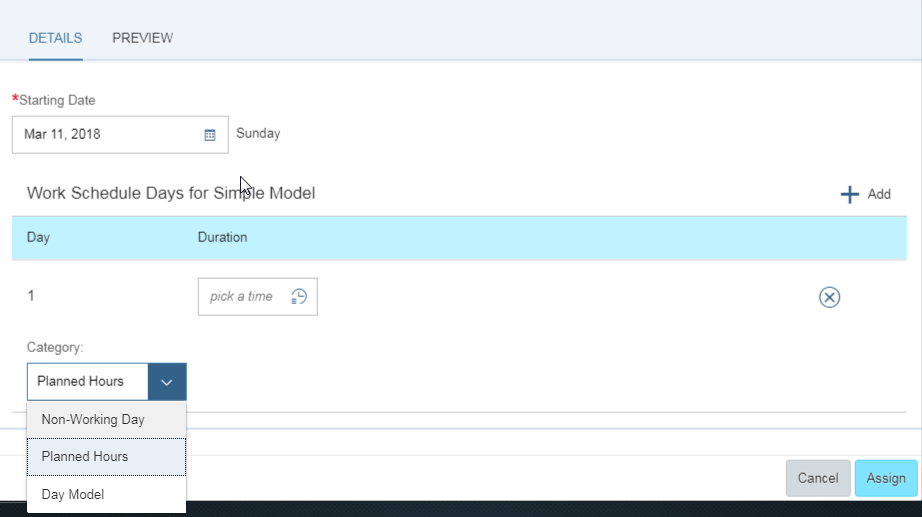 DETAILS PREVIEW
*Starting Date
Mar 11, 2018 Sunday
Work Schedule Days for Simple Model Add
Day Duration
1 pick a time
Category:
Planned Hours
Non-Working Day
Planned Hours
Day Model
Cancel Assign